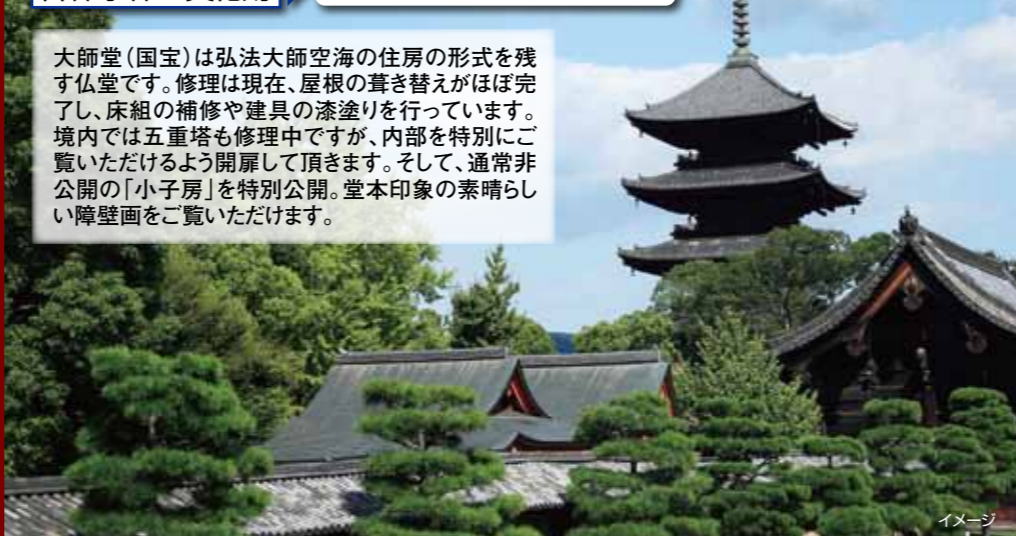 大師堂（国宝）は弘法大師空海の住房の形式を残
す仏堂です。修理は現在、屋根の葺き替えがほぼ完
了し、床組の補修や建具の漆塗りを行っています。
境内では五重塔も修理中ですが、内部を特別にご
覧いただけるよう開扉して頂きます。そして、通常非
公開の「小子房」を特別公開。堂本印象の素晴らし
い障壁画をご覧いただけます。
イメージ